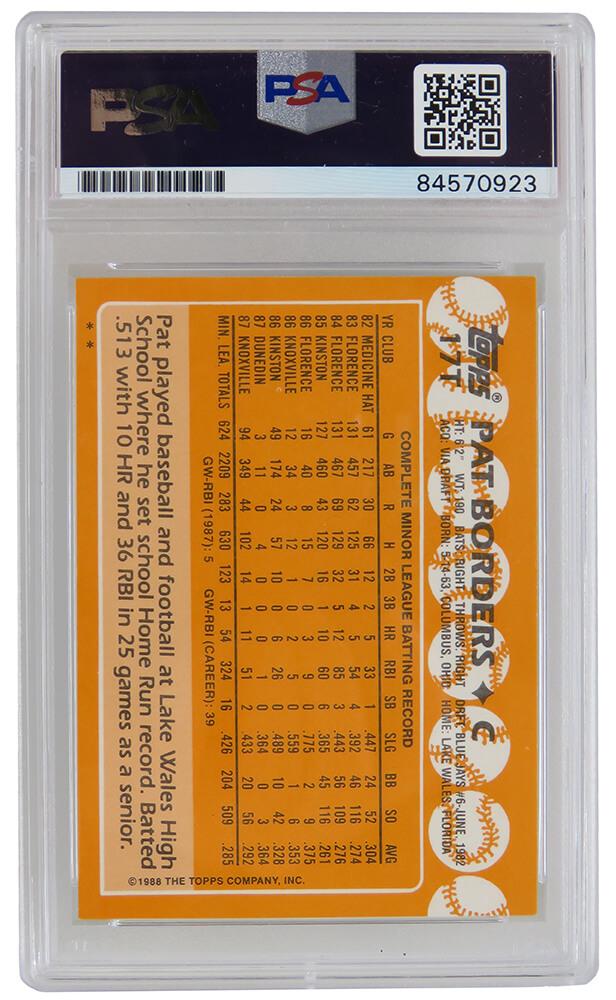 PSA
PSA
84570923
topps®
17T PAT BORDERS ✦ C
HT: 6'2" WT: 190 BATS: RIGHT THROWS: RIGHT DRFT: BLUE JAYS #6-JUNE, 1982
ACQ: VIA DRAFT BORN: 5-14-63, COLUMBUS, OHIO HOME: LAKE WALES, FLORIDA
COMPLETE MINOR LEAGUE BATTING RECORD
YR CLUB G AB R H 2B 3B HR RBI SB SLG BB SO AVG
82 MEDICINE HAT 61 217 30 66 12 2 5 33 1 .447 24 52 .304
83 FLORENCE 131 457 62 125 31 4 5 54 4 .392 46 116 .274
84 FLORENCE 131 467 69 129 32 5 12 85 3 .443 56 109 .276
85 KINSTON 127 460 43 120 16 1 10 60 6 .365 45 116 .261
86 FLORENCE 16 40 8 15 7 0 3 9 0 .775 2 9 .375
86 KNOXVILLE 12 34 3 12 1 0 2 5 0 .559 1 6 .353
86 KINSTON 49 174 24 57 10 0 6 26 0 .489 10 42 .328
87 DUNEDIN 3 11 0 4 0 0 0 1 0 .364 0 3 .364
87 KNOXVILLE 94 349 44 102 14 1 11 51 2 .433 20 56 .292
MIN. LEA. TOTALS 624 2209 283 630 123 13 54 324 16 .426 204 509 .285
GW-RBI (1987): 5 GW-RBI (CAREER): 39
Pat played baseball and football at Lake Wales High
School where he set school Home Run record. Batted
.513 with 10 HR and 36 RBI in 25 games as a senior.
* *
©1988 THE TOPPS COMPANY, INC.